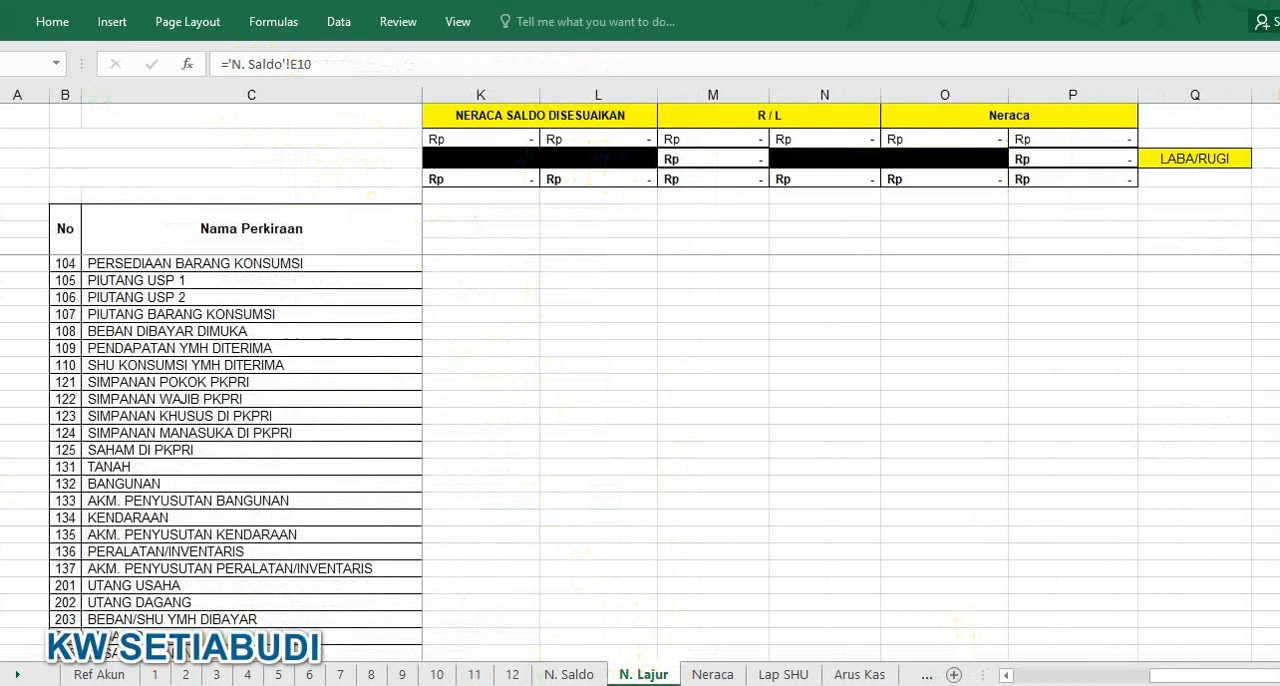 Home Insert Page Layout Formulas Data Review View Tell me what you want to do...
fx ='N. Saldo'!E10
A B C K L M N O P Q
NERACA SALDO DISESUAIKAN R / L Neraca
Rp - Rp - Rp - Rp - Rp - Rp -
Rp - Rp - LABA/RUGI
Rp - Rp - Rp - Rp - Rp - Rp -
No Nama Perkiraan
104 PERSEDIAAN BARANG KONSUMSI
105 PIUTANG USP 1
106 PIUTANG USP 2
107 PIUTANG BARANG KONSUMSI
108 BEBAN DIBAYAR DIMUKA
109 PENDAPATAN YMH DITERIMA
110 SHU KONSUMSI YMH DITERIMA
121 SIMPANAN POKOK PKPRI
122 SIMPANAN WAJIB PKPRI
123 SIMPANAN KHUSUS DI PKPRI
124 SIMPANAN MANASUKA DI PKPRI
125 SAHAM DI PKPRI
131 TANAH
132 BANGUNAN
133 AKM. PENYUSUTAN BANGUNAN
134 KENDARAAN
135 AKM. PENYUSUTAN KENDARAAN
136 PERALATAN/INVENTARIS
137 AKM. PENYUSUTAN PERALATAN/INVENTARIS
201 UTANG USAHA
202 UTANG DAGANG
203 BEBAN/SHU YMH DIBAYAR
KW SETIABUDI
Ref Akun 1 2 3 4 5 6 7 8 9 10 11 12 N. Saldo N. Lajur Neraca Lap SHU Arus Kas ...